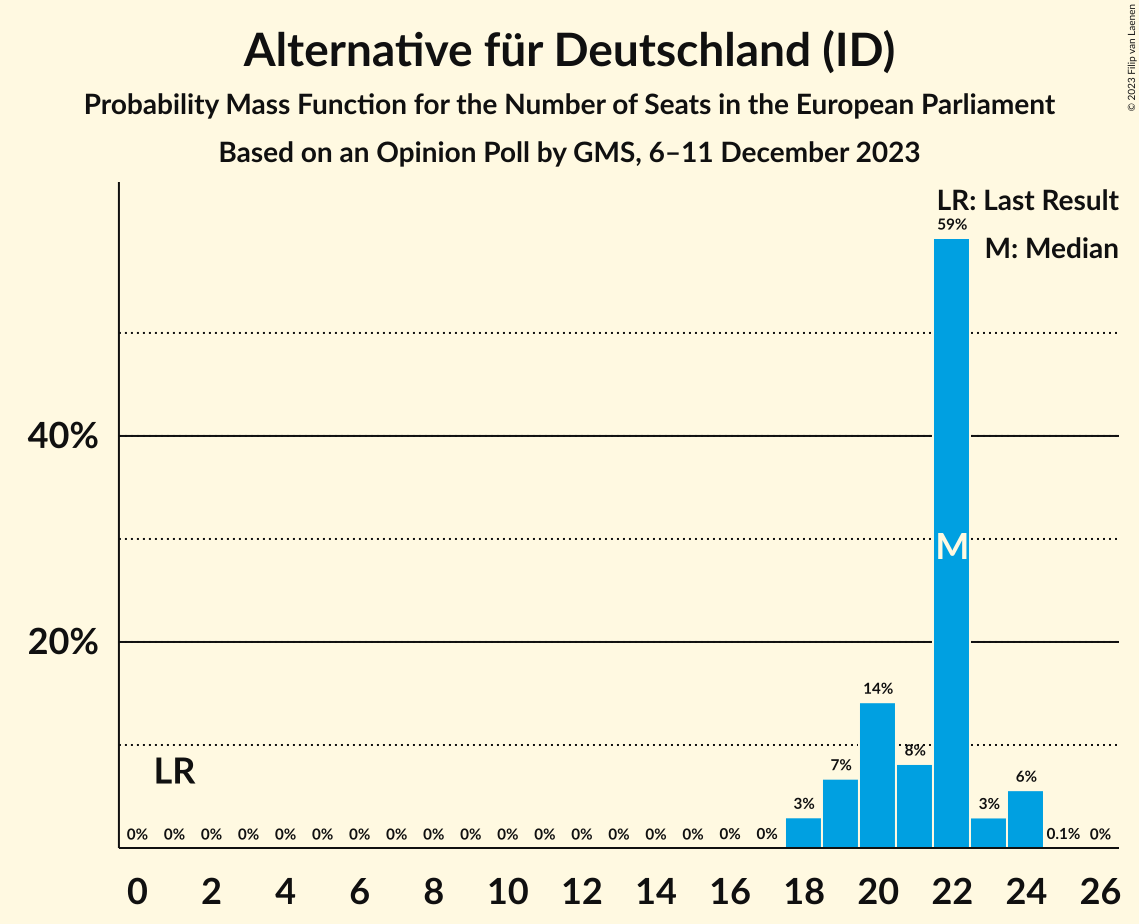 Alternative für Deutschland (ID)
Probability Mass Function for the Number of Seats in the European Parliament
Based on an Opinion Poll by GMS, 6–11 December 2023
© 2023 Filip van Laenen
LR: Last Result
M: Median
59%
40%
M
20%
14%
8%
7%
6%
3%
3%
LR
0% 0% 0% 0% 0% 0% 0% 0% 0% 0% 0% 0% 0% 0% 0% 0% 0% 0% 0.1% 0%
0 2 4 6 8 10 12 14 16 18 20 22 24 26